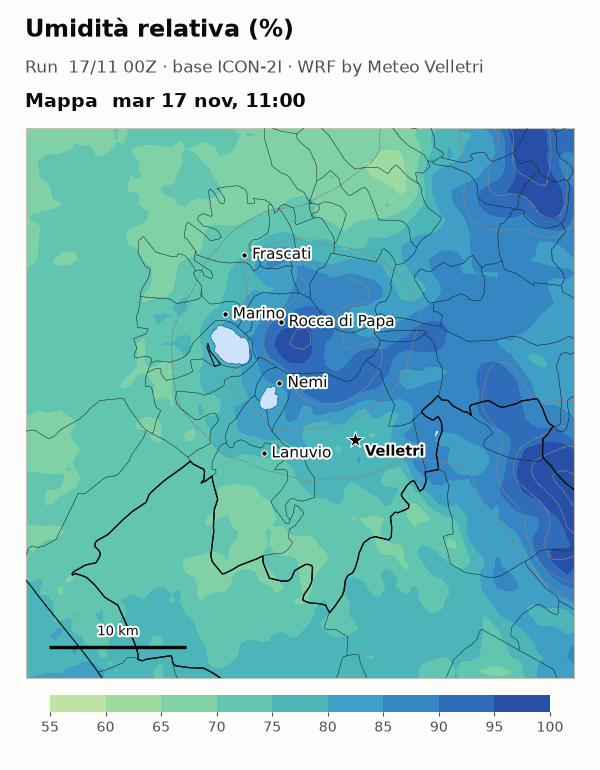 Umidità relativa (%)
Run  17/11 00Z · base ICON-2I · WRF by Meteo Velletri
Mappa  mar 17 nov, 11:00
Frascati
Marino
Rocca di Papa
Nemi
Velletri
Lanuvio
10 km
55 60 65 70 75 80 85 90 95 100